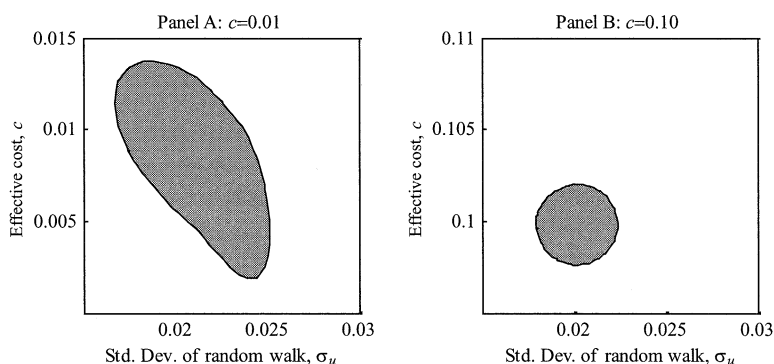 Panel A: c=0.01
0.015
0.01
0.005
Effective cost, c
0.02
0.025
0.03
Std. Dev. of random walk, σu
Panel B: c=0.10
0.11
0.105
0.1
Effective cost, c
0.02
0.025
0.03
Std. Dev. of random walk, σu